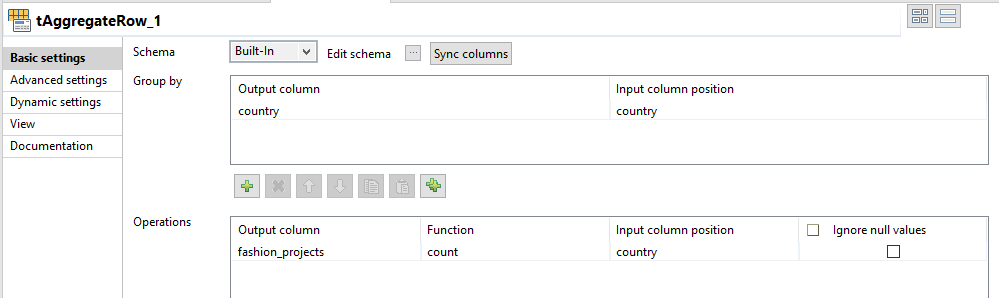 tAggregateRow_1
Basic settings
Advanced settings
Dynamic settings
View
Documentation
Schema Built-In Edit schema ... Sync columns
Group by
Output column Input column position
country country
Operations
Output column Function Input column position Ignore null values
fashion_projects count country